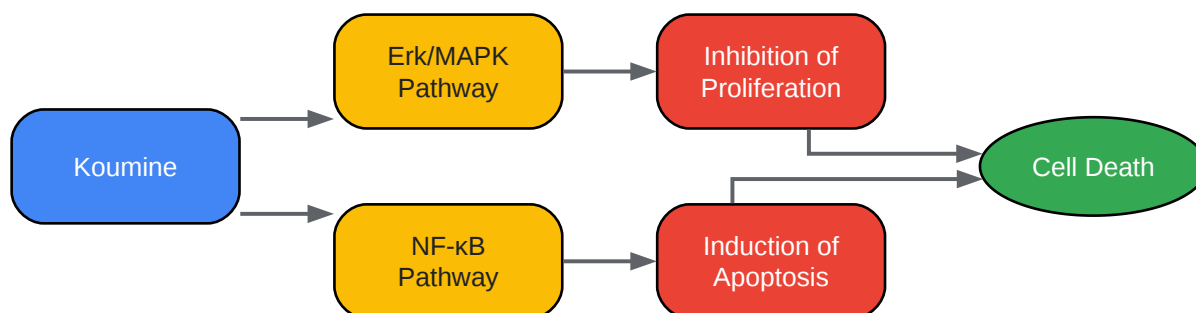 Koumine
Erk/MAPK
Pathway
Inhibition of
Proliferation
NF-κB
Pathway
Induction of
Apoptosis
Cell Death